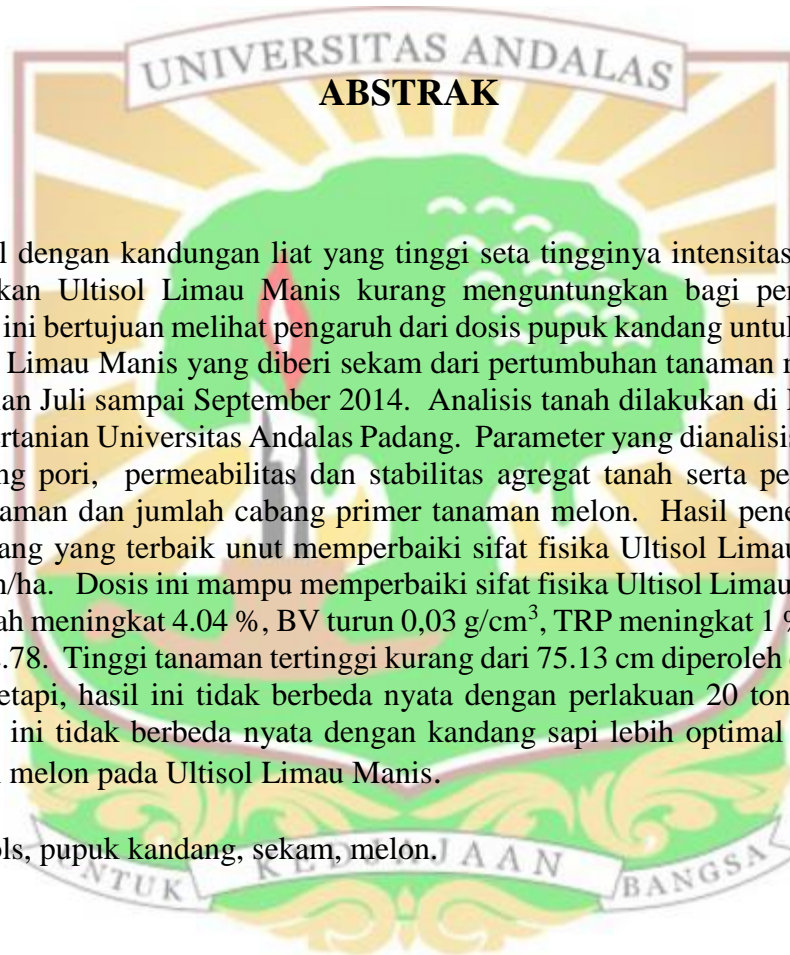 UNIVERSITAS ANDALAS
ABSTRAK
l dengan kandungan liat yang tinggi seta tingginya intensitas
kan Ultisol Limau Manis kurang menguntungkan bagi per
ini bertujuan melihat pengaruh dari dosis pupuk kandang untuk
Limau Manis yang diberi sekam dari pertumbuhan tanaman
an Juli sampai September 2014. Analisis tanah dilakukan di
ertanian Universitas Andalas Padang. Parameter yang dianalisis
ng pori, permeabilitas dan stabilitas agregat tanah serta pe
aman dan jumlah cabang primer tanaman melon. Hasil pene
ang yang terbaik unut memperbaiki sifat fisika Ultisol Limau
n/ha. Dosis ini mampu memperbaiki sifat fisika Ultisol Limau
ah meningkat 4.04 %, BV turun 0,03 g/cm³, TRP meningkat 1 %
.78. Tinggi tanaman tertinggi kurang dari 75.13 cm diperoleh
etapi, hasil ini tidak berbeda nyata dengan perlakuan 20 ton
ini tidak berbeda nyata dengan kandang sapi lebih optimal
melon pada Ultisol Limau Manis.
ols, pupuk kandang, sekam, melon.
UNTUK KEDJAJAAN BANGSA